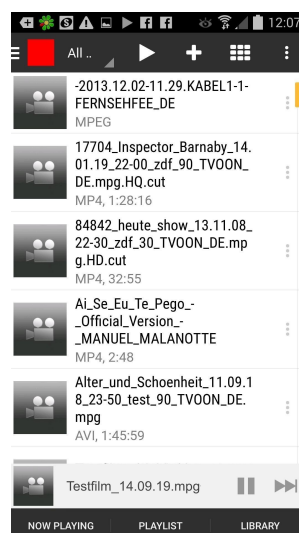 12:07
All ..
-2013.12.02-11.29.KABEL1-1-
FERNSEHFEE_DE
MPEG
17704_Inspector_Barnaby_14.
01.19_22-00_zdf_90_TVOON_
DE.mpg.HQ.cut
MP4, 1:28:16
84842_heute_show_13.11.08_
22-30_zdf_30_TVOON_DE.mp
g.HD.cut
MP4, 32:55
Ai_Se_Eu_Te_Pego_-
_Official_Version_-
_MANUEL_MALANOTTE
MP4, 2:48
Alter_und_Schoenheit_11.09.1
8_23-50_test_90_TVOON_DE.
mpg
AVI, 1:45:59
Testfilm_14.09.19.mpg
NOW PLAYING
PLAYLIST
LIBRARY